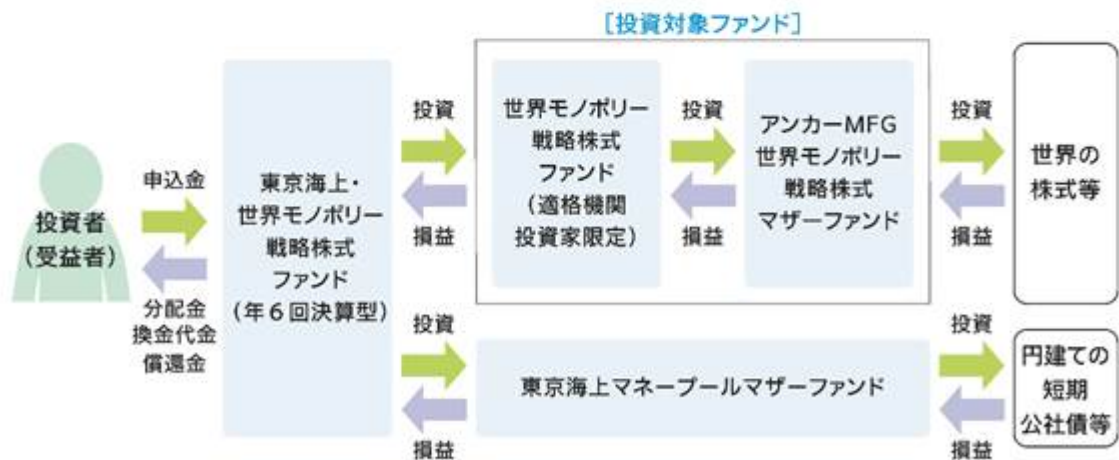 [投資対象ファンド]
投資者
(受益者)
申込金
分配金
換金代金
償還金
東京海上・
世界モノポリー
戦略株式
ファンド
(年6回決算型)
投資
損益
世界モノポリー
戦略株式
ファンド
(適格機関
投資家限定)
投資
損益
アンカーMFG
世界モノポリー
戦略株式
マザーファンド
投資
損益
世界の
株式等
投資
損益
東京海上マネープールマザーファンド
投資
損益
円建ての
短期
公社債等